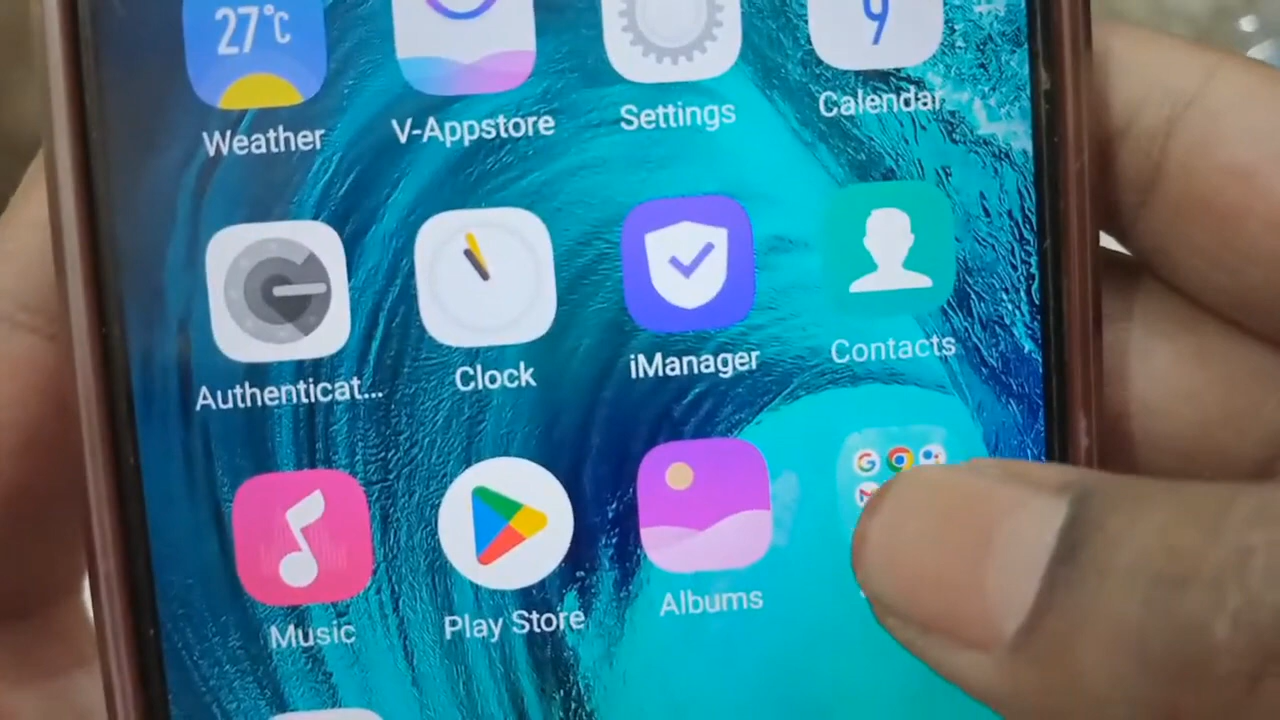 27°C
9
Weather
V-Appstore
Settings
Calendar
Authenticat...
Clock
iManager
Contacts
Music
Play Store
Albums